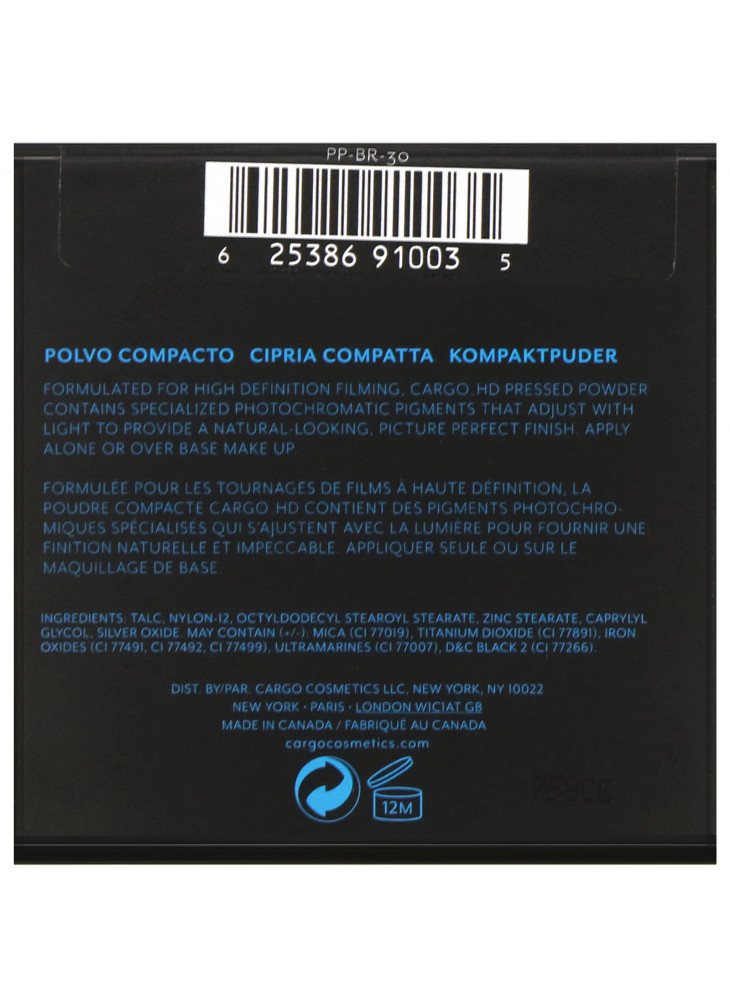 PP-BR-30
6 25386 91003 5
POLVO COMPACTO CIPRIA COMPATTA KOMPAKTPUDER
FORMULATED FOR HIGH DEFINITION FILMING, CARGO_HD PRESSED POWDER
CONTAINS SPECIALIZED PHOTOCHROMATIC PIGMENTS THAT ADJUST WITH
LIGHT TO PROVIDE A NATURAL-LOOKING, PICTURE PERFECT FINISH. APPLY
ALONE OR OVER BASE MAKE UP.
FORMULÉE POUR LES TOURNAGES DE FILMS À HAUTE DÉFINITION, LA
POUDRE COMPACTE CARGO_HD CONTIENT DES PIGMENTS PHOTOCHRO-
MIQUES SPÉCIALISÉS QUI S'AJUSTENT AVEC LA LUMIÈRE POUR FOURNIR UNE
FINITION NATURELLE ET IMPECCABLE. APPLIQUER SEULE OU SUR LE
MAQUILLAGE DE BASE.
INGREDIENTS: TALC, NYLON-12, OCTYLDODECYL STEAROYL STEARATE, ZINC STEARATE, CAPRYLYL
GLYCOL, SILVER OXIDE. MAY CONTAIN (+/-): MICA (CI 77019), TITANIUM DIOXIDE (CI 77891), IRON
OXIDES (CI 77491, CI 77492, CI 77499), ULTRAMARINES (CI 77007), D&C BLACK 2 (CI 77266).
DIST. BY/PAR. CARGO COSMETICS LLC, NEW YORK, NY 10022
NEW YORK • PARIS • LONDON WIC1AT GB
MADE IN CANADA / FABRIQUÉ AU CANADA
cargocosmetics.com
12M